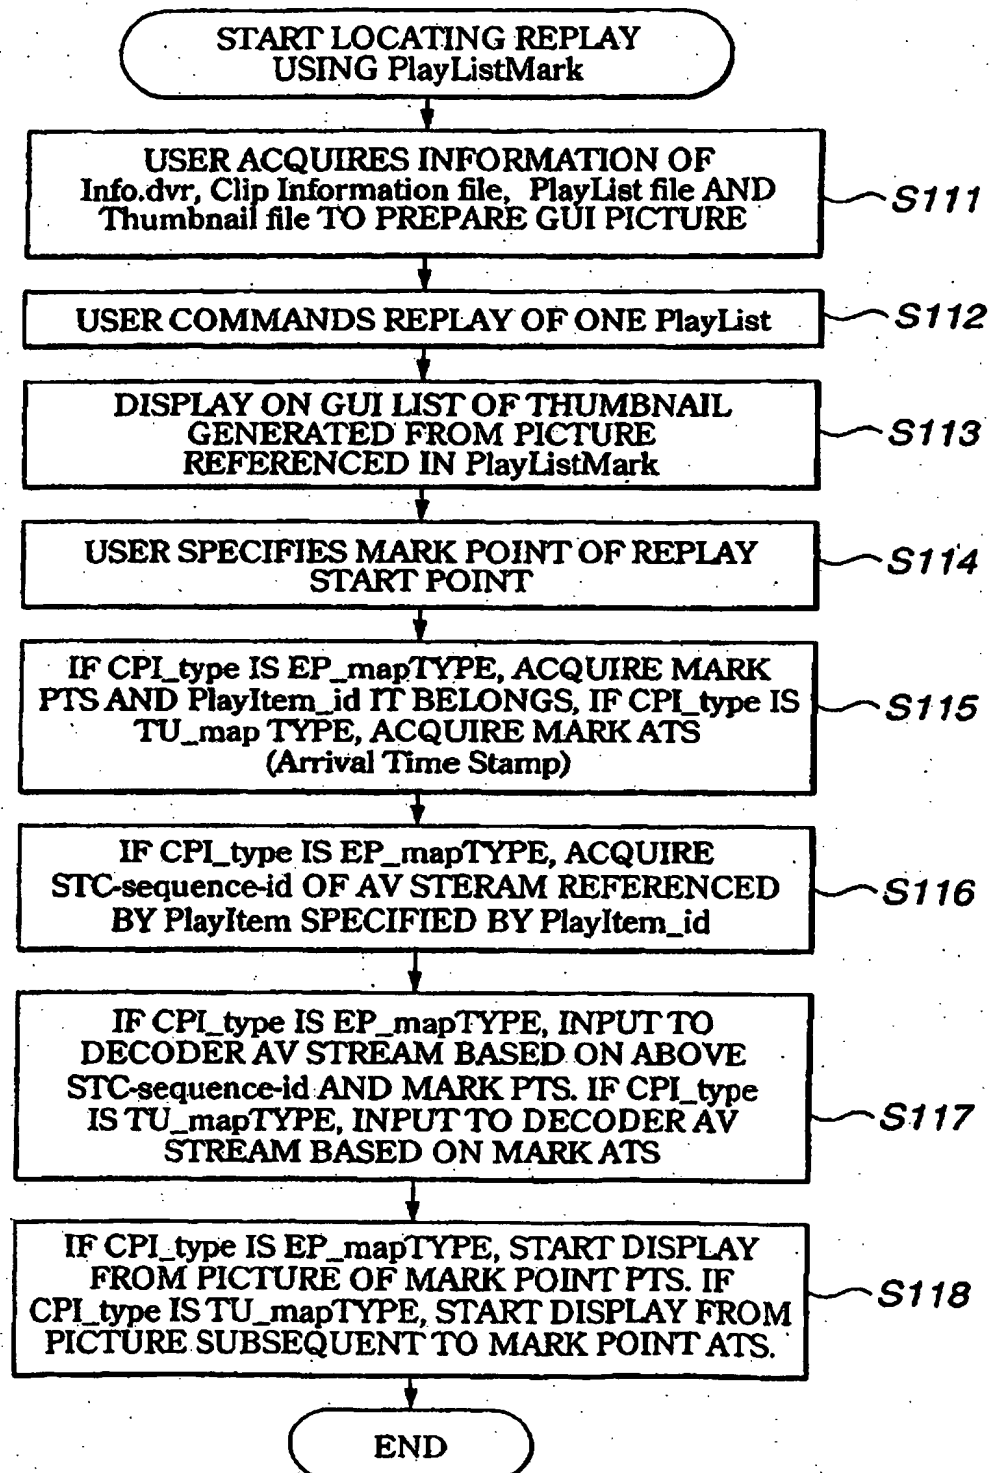 START LOCATING REPLAY
USING PlayListMark
USER ACQUIRES INFORMATION OF
Info.dvr, Clip Information file, PlayList file AND
Thumbnail file TO PREPARE GUI PICTURE
S111
USER COMMANDS REPLAY OF ONE PlayList
S112
DISPLAY ON GUI LIST OF THUMBNAIL
GENERATED FROM PICTURE
REFERENCED IN PlayListMark
S113
USER SPECIFIES MARK POINT OF REPLAY
START POINT
S114
IF CPI_type IS EP_mapTYPE, ACQUIRE MARK
PTS AND PlayItem_id IT BELONGS, IF CPI_type IS
TU_map TYPE, ACQUIRE MARK ATS
(Arrival Time Stamp)
S115
IF CPI_type IS EP_mapTYPE, ACQUIRE
STC-sequence-id OF AV STERAM REFERENCED
BY PlayItem SPECIFIED BY PlayItem_id
S116
IF CPI_type IS EP_mapTYPE, INPUT TO
DECODER AV STREAM BASED ON ABOVE
STC-sequence-id AND MARK PTS. IF CPI_type
IS TU_mapTYPE, INPUT TO DECODER AV
STREAM BASED ON MARK ATS
S117
IF CPI_type IS EP_mapTYPE, START DISPLAY
FROM PICTURE OF MARK POINT PTS. IF
CPI_type IS TU_mapTYPE, START DISPLAY FROM
PICTURE SUBSEQUENT TO MARK POINT ATS.
S118
END